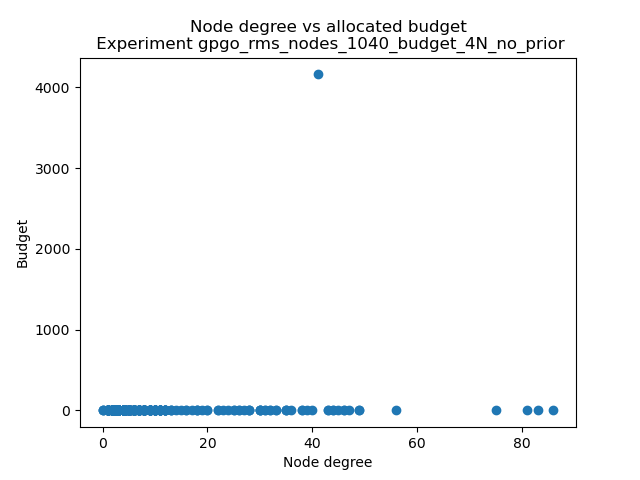 Node degree vs allocated budget
Experiment gpgo_rms_nodes_1040_budget_4N_no_prior
4000
3000
2000
1000
0
Budget
0 20 40 60 80
Node degree